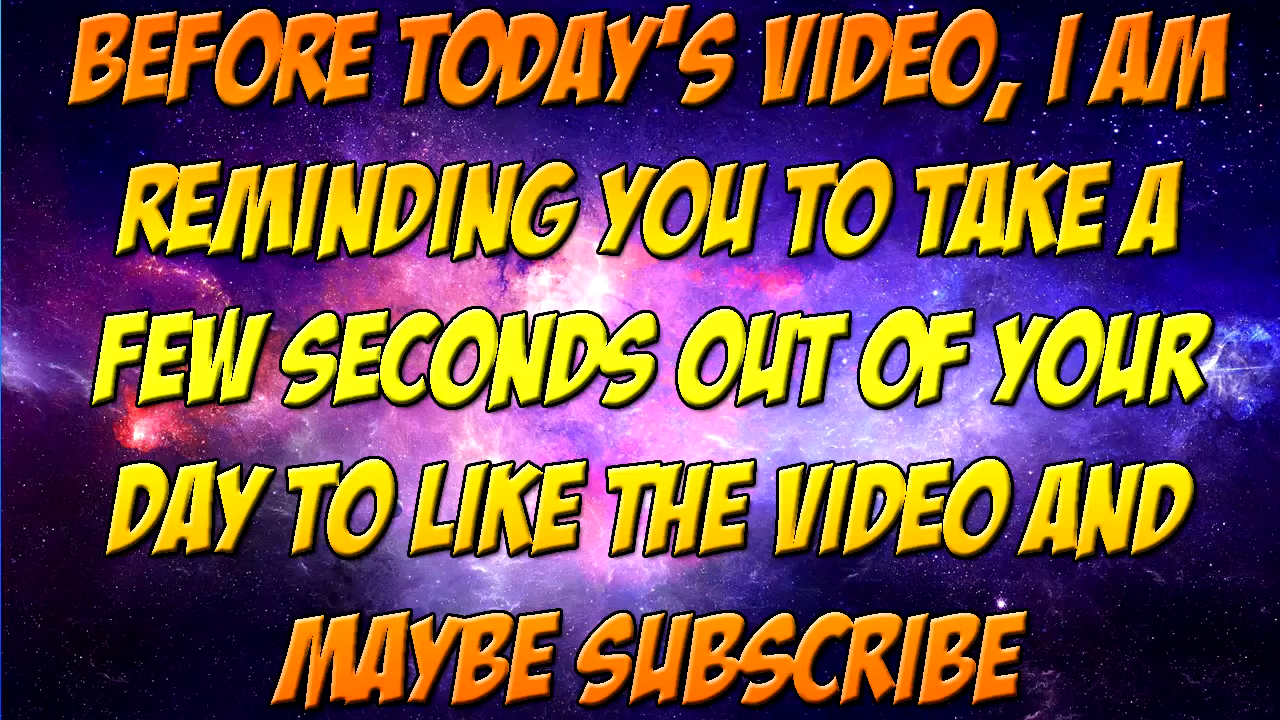 BEFORE TODAY'S VIDEO, I AM
REMINDING YOU TO TAKE A
FEW SECONDS OUT OF YOUR
DAY TO LIKE THE VIDEO AND
MAYBE SUBSCRIBE